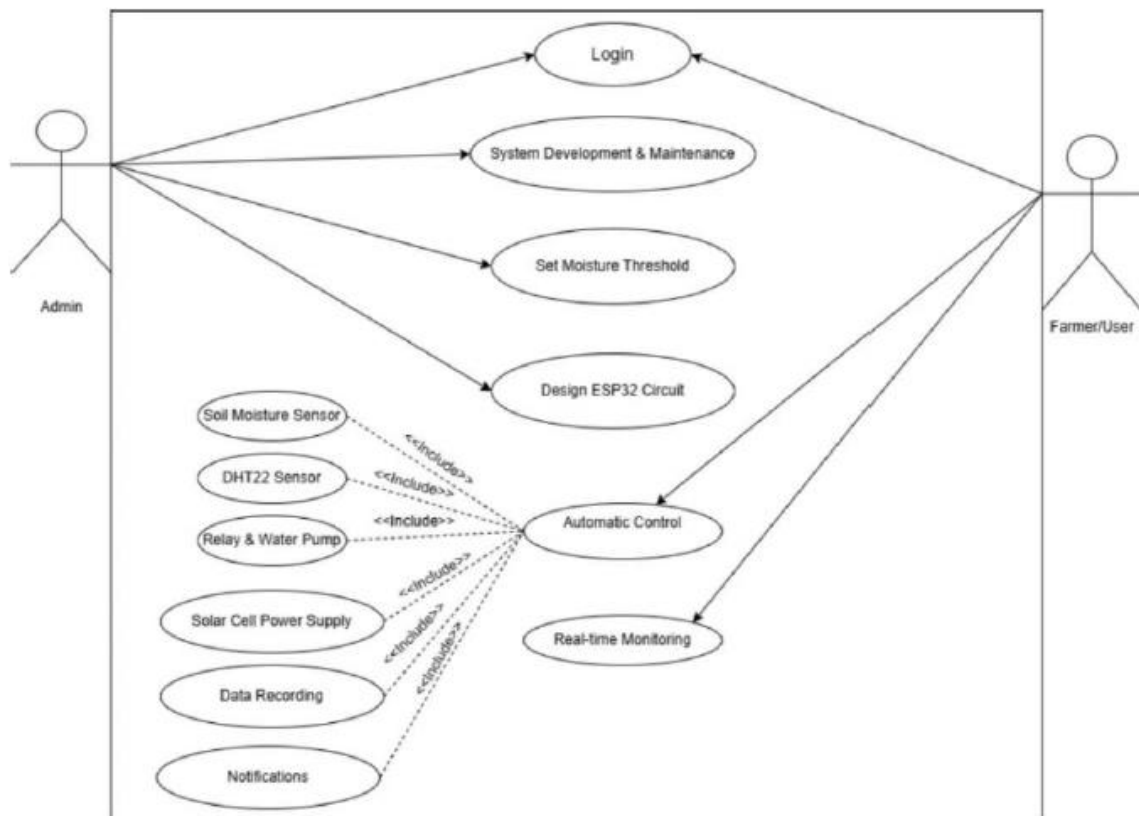 Login
System Development & Maintenance
Set Moisture Threshold
Admin
Farmer/User
Design ESP32 Circuit
Soil Moisture Sensor
<<Include>>
DHT22 Sensor
<<Include>>
Relay & Water Pump
<<Include>>
Automatic Control
Solar Cell Power Supply
<<Include>>
Real-time Monitoring
Data Recording
<<Include>>
Notifications
<<Include>>